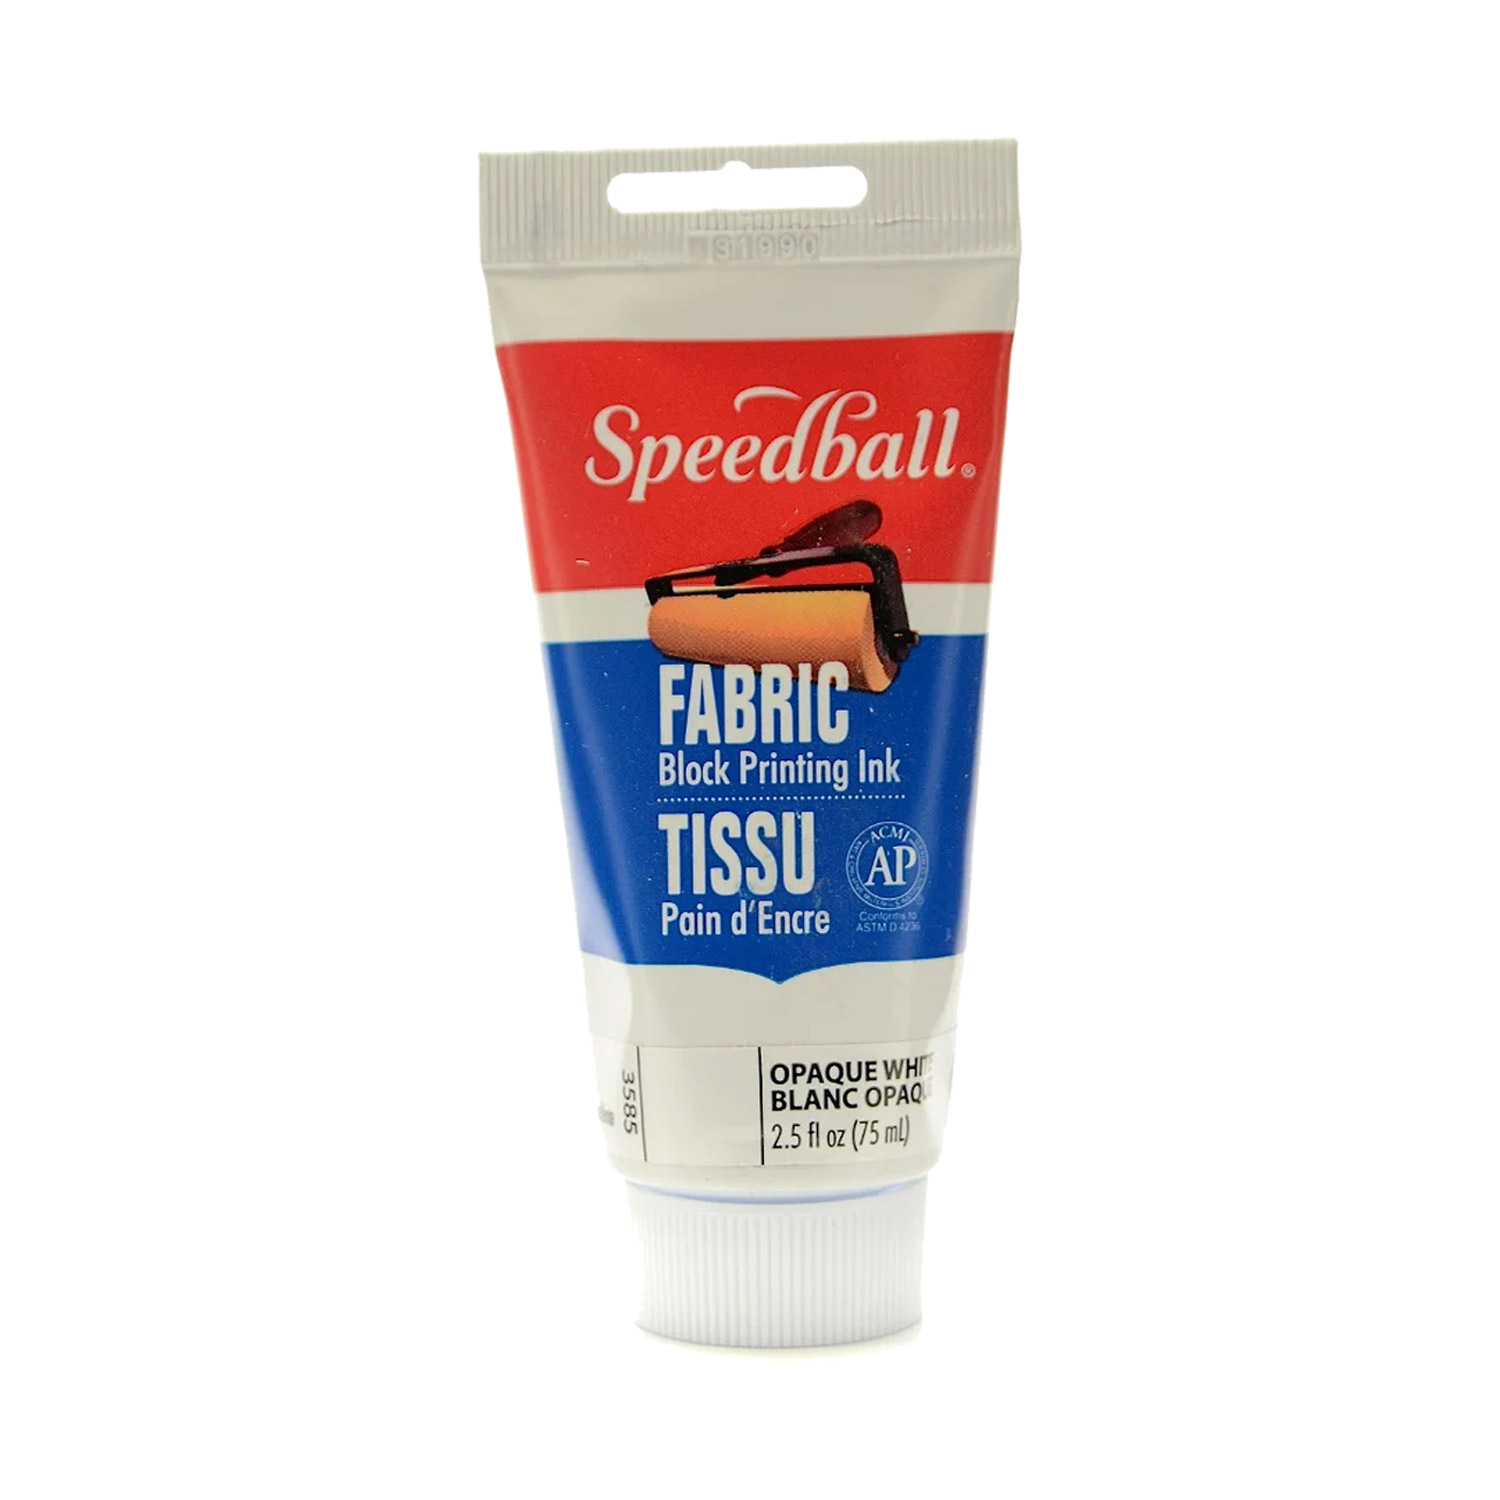 31990
Speedball®
FABRIC
Block Printing Ink
TISSU
Pain d'Encre
ACMI
AP
Conforms to
ASTM D 4236
3585
OPAQUE WHITE
BLANC
2.5 fl oz (75 mL)